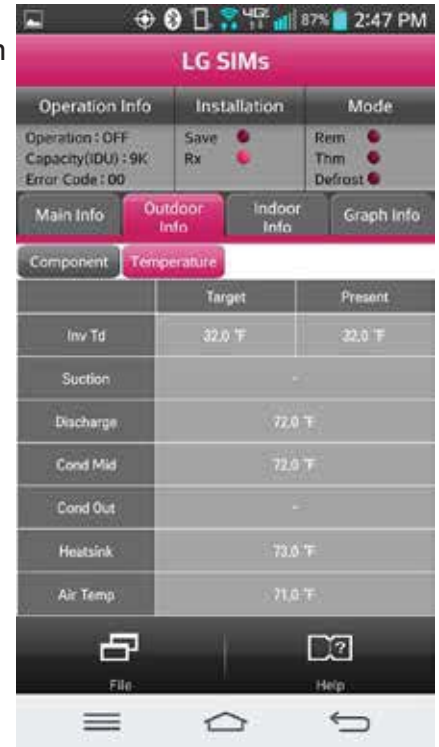 4G
87% 2:47 PM
n
LG SIMs
Operation Info Installation Mode
Operation : OFF Save Rem
Capacity(IDU) : 9K Rx Thm
Error Code : 00 Defrost
Main Info Outdoor Info Indoor Info Graph Info
Component Temperature
Target Present
Inv Td 32.0 °F 32.0 °F
Suction -
Discharge 72.0 °F
Cond Mid 72.0 °F
Cond Out -
Heatsink 73.0 °F
Air Temp 71.0 °F
File Help